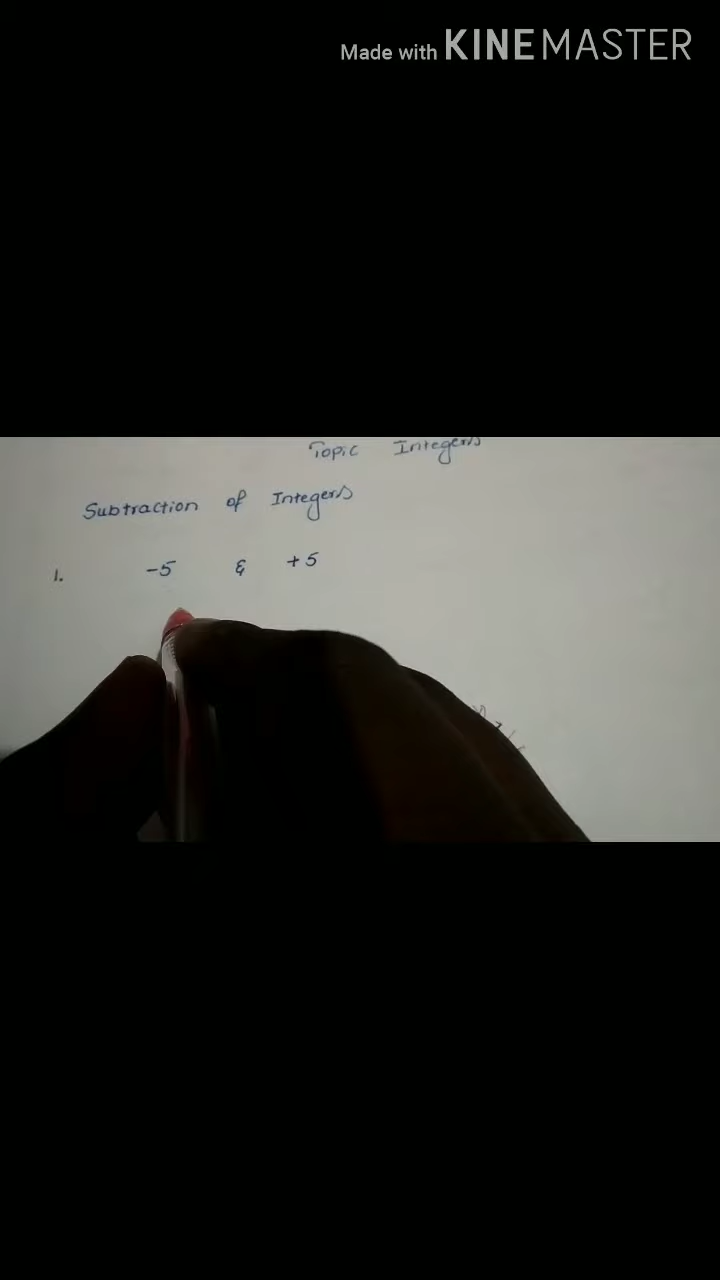 Made with KINEMASTER
Topic Integers
Subtraction of Integers
1. -5 & +5